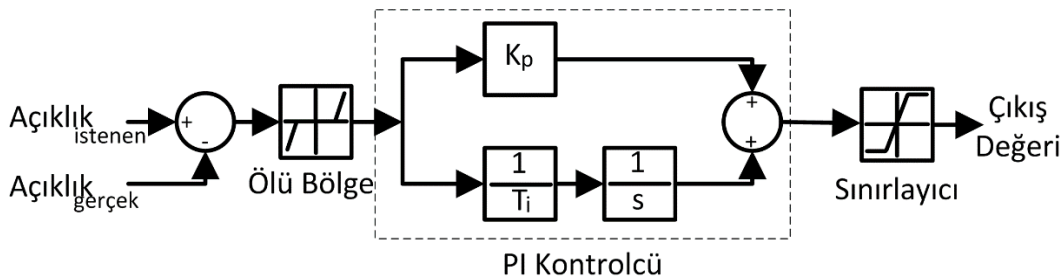 Açıklık istenen
+
-
Açıklık gerçek
Ölü Bölge
Kp
1
Ti
1
s
+
+
Sınırlayıcı
Çıkış
Değeri
PI Kontrolcü